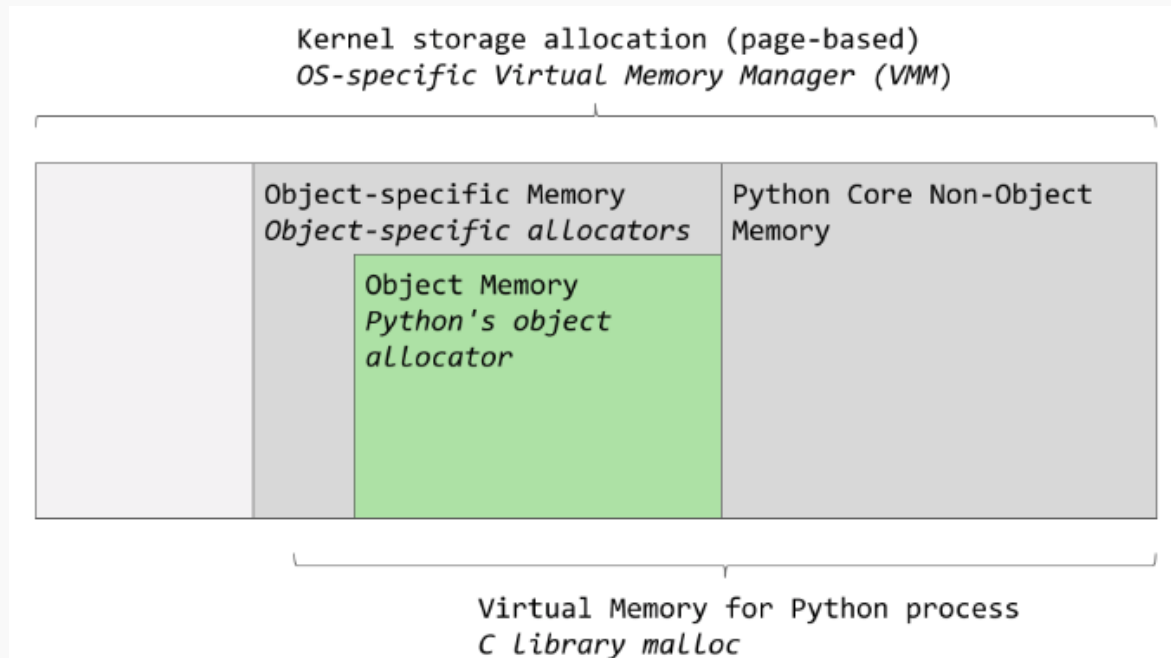 Kernel storage allocation (page-based)
OS-specific Virtual Memory Manager (VMM)
Object-specific Memory
Object-specific allocators
Object Memory
Python's object
allocator
Python Core Non-Object
Memory
Virtual Memory for Python process
C library malloc